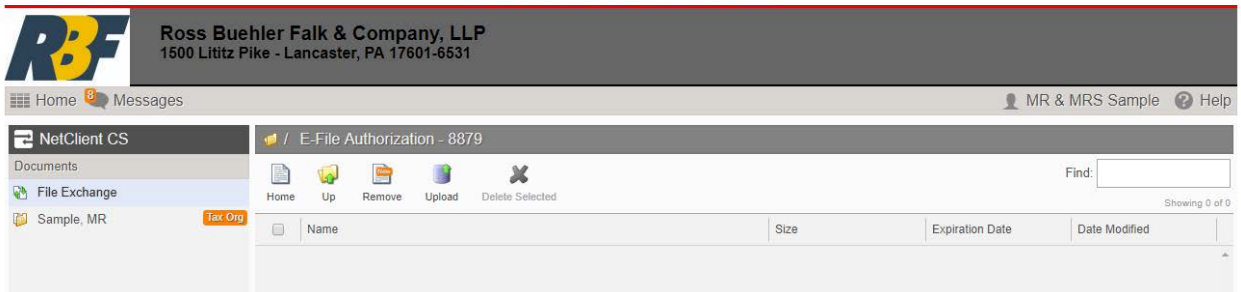 RBF
Ross Buehler Falk & Company, LLP
1500 Lititz Pike - Lancaster, PA 17601-6531
Home 8 Messages MR & MRS Sample ? Help
NetClient CS / E-File Authorization - 8879
Documents
File Exchange
Sample, MR Tax Org
Home Up Remove Upload Delete Selected
Find:
Showing 0 of 0
Name Size Expiration Date Date Modified